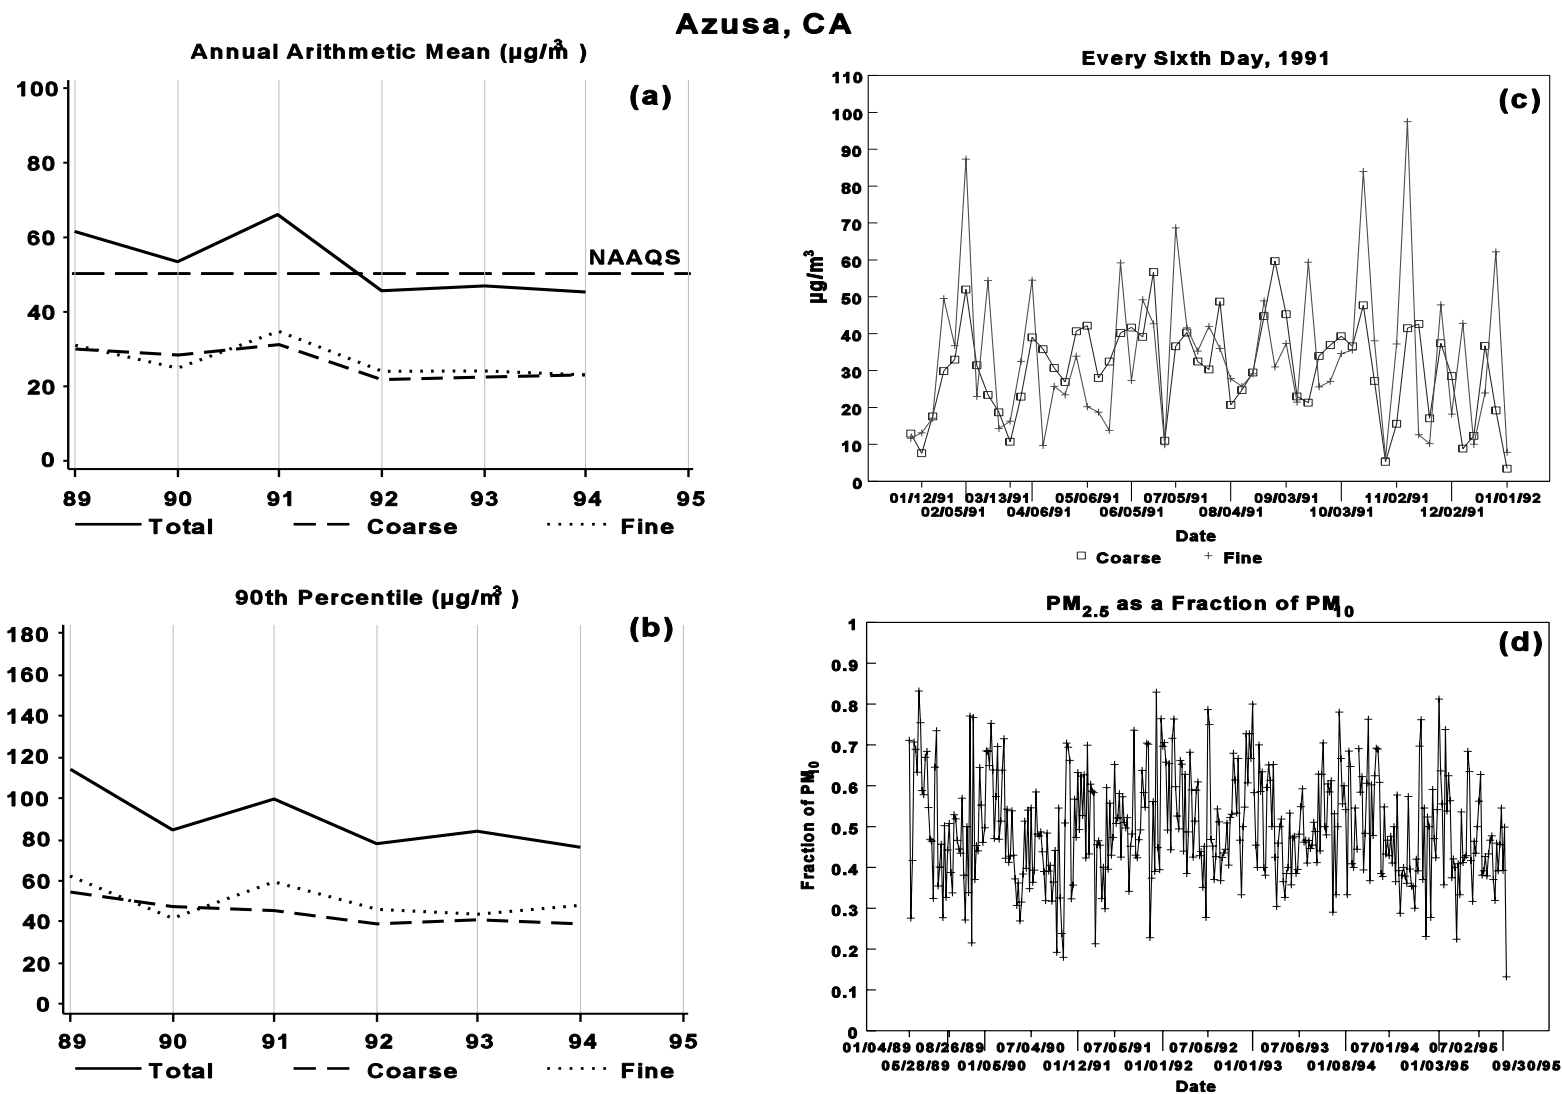 Azusa, CA
Annual Arithmetic Mean (µg/m3 )
(a)
100
80
60
40
20
0
NAAQS
89 90 91 92 93 94 95
Total Coarse Fine
Every Sixth Day, 1991
(c)
110
100
90
80
70
60
50
40
30
20
10
0
µg/m3
01/12/91 03/13/91 05/06/91 07/05/91 09/03/91 11/02/91 01/01/92
02/05/91 04/06/91 06/05/91 08/04/91 10/03/91 12/02/91
Date
Coarse Fine
90th Percentile (µg/m3 )
(b)
180
160
140
120
100
80
60
40
20
0
89 90 91 92 93 94 95
Total Coarse Fine
PM2.5 as a Fraction of PM10
(d)
1
0.9
0.8
0.7
0.6
0.5
0.4
0.3
0.2
0.1
0
Fraction of PM10
01/04/89 08/26/89 07/04/90 07/05/91 07/05/92 07/06/93 07/01/94 07/02/95
05/28/89 01/05/90 01/12/91 01/01/92 01/01/93 01/08/94 01/03/95 09/30/95
Date